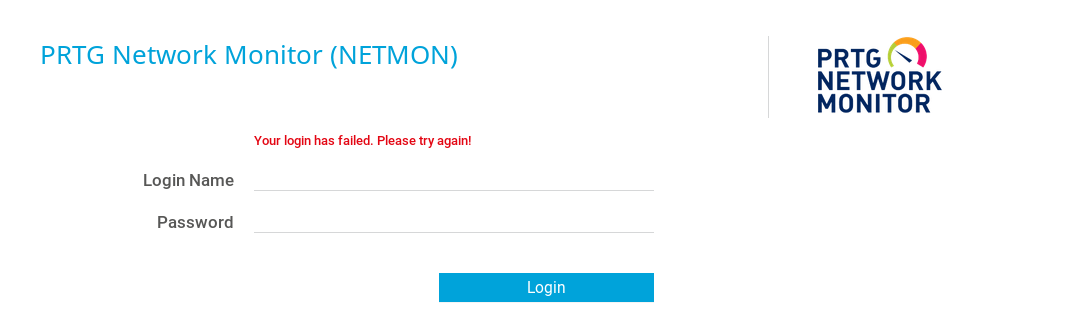 PRTG Network Monitor (NETMON)
PRTG
NETWORK
MONITOR
Your login has failed. Please try again!
Login Name
Password
Login